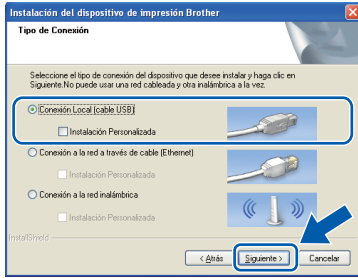 Instalación del dispositivo de impresión Brother
Tipo de Conexión
Seleccione el tipo de conexión del dispositivo que desee instalar y haga clic en
Siguiente.No puede usar una red cableada y otra inalámbrica a la vez.
Conexión Local (cable USB)
Instalación Personalizada
Conexión a la red a través de cable (Ethernet)
Instalación Personalizada
Conexión a la red inalámbrica
Instalación Personalizada
InstallShield
< Atrás
Siguiente >
Cancelar